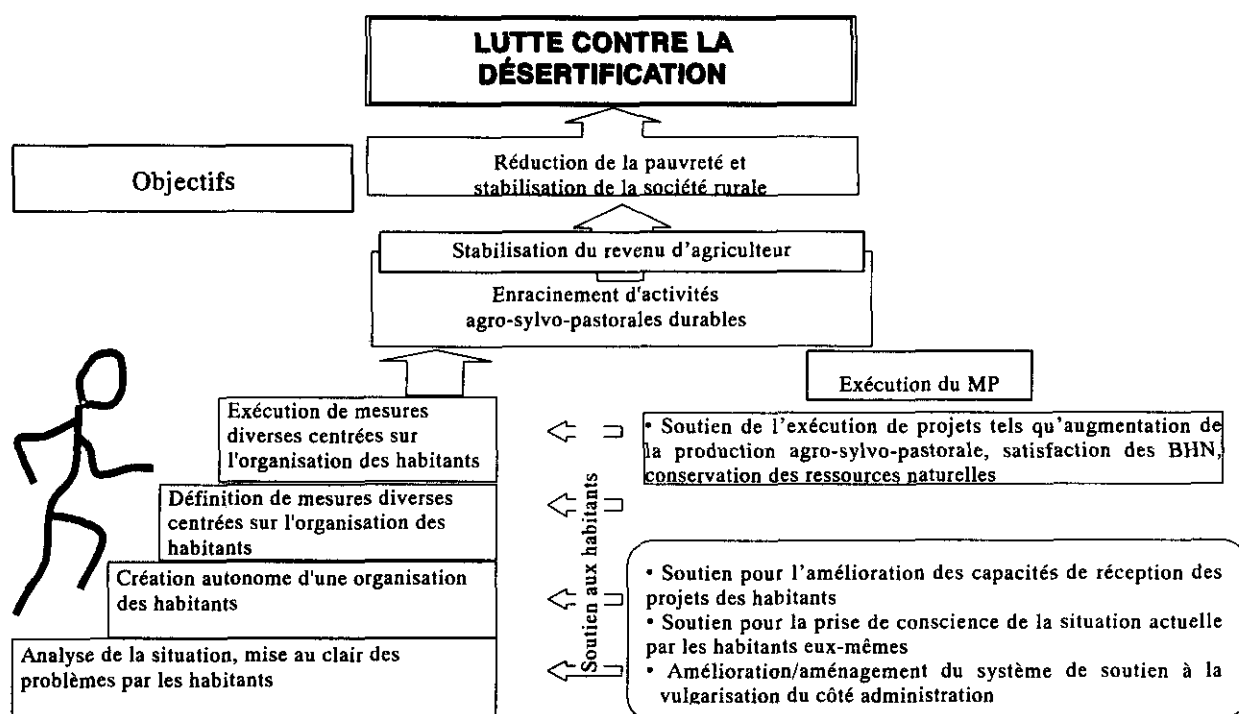 LUTTE CONTRE LA
DÉSERTIFICATION
Objectifs
Réduction de la pauvreté et
stabilisation de la société rurale
Stabilisation du revenu d'agriculteur
Enracinement d'activités
agro-sylvo-pastorales durables
Exécution du MP
Exécution de mesures
diverses centrées sur
l'organisation des habitants
Définition de mesures diverses
centrées sur l'organisation des
habitants
Création autonome d'une organisation
des habitants
Analyse de la situation, mise au clair des
problèmes par les habitants
Soutien aux habitants
• Soutien de l'exécution de projets tels qu'augmentation de
la production agro-sylvo-pastorale, satisfaction des BHN,
conservation des ressources naturelles
• Soutien pour l'amélioration des capacités de réception des
projets des habitants
• Soutien pour la prise de conscience de la situation actuelle
par les habitants eux-mêmes
• Amélioration/aménagement du système de soutien à la
vulgarisation du côté administration